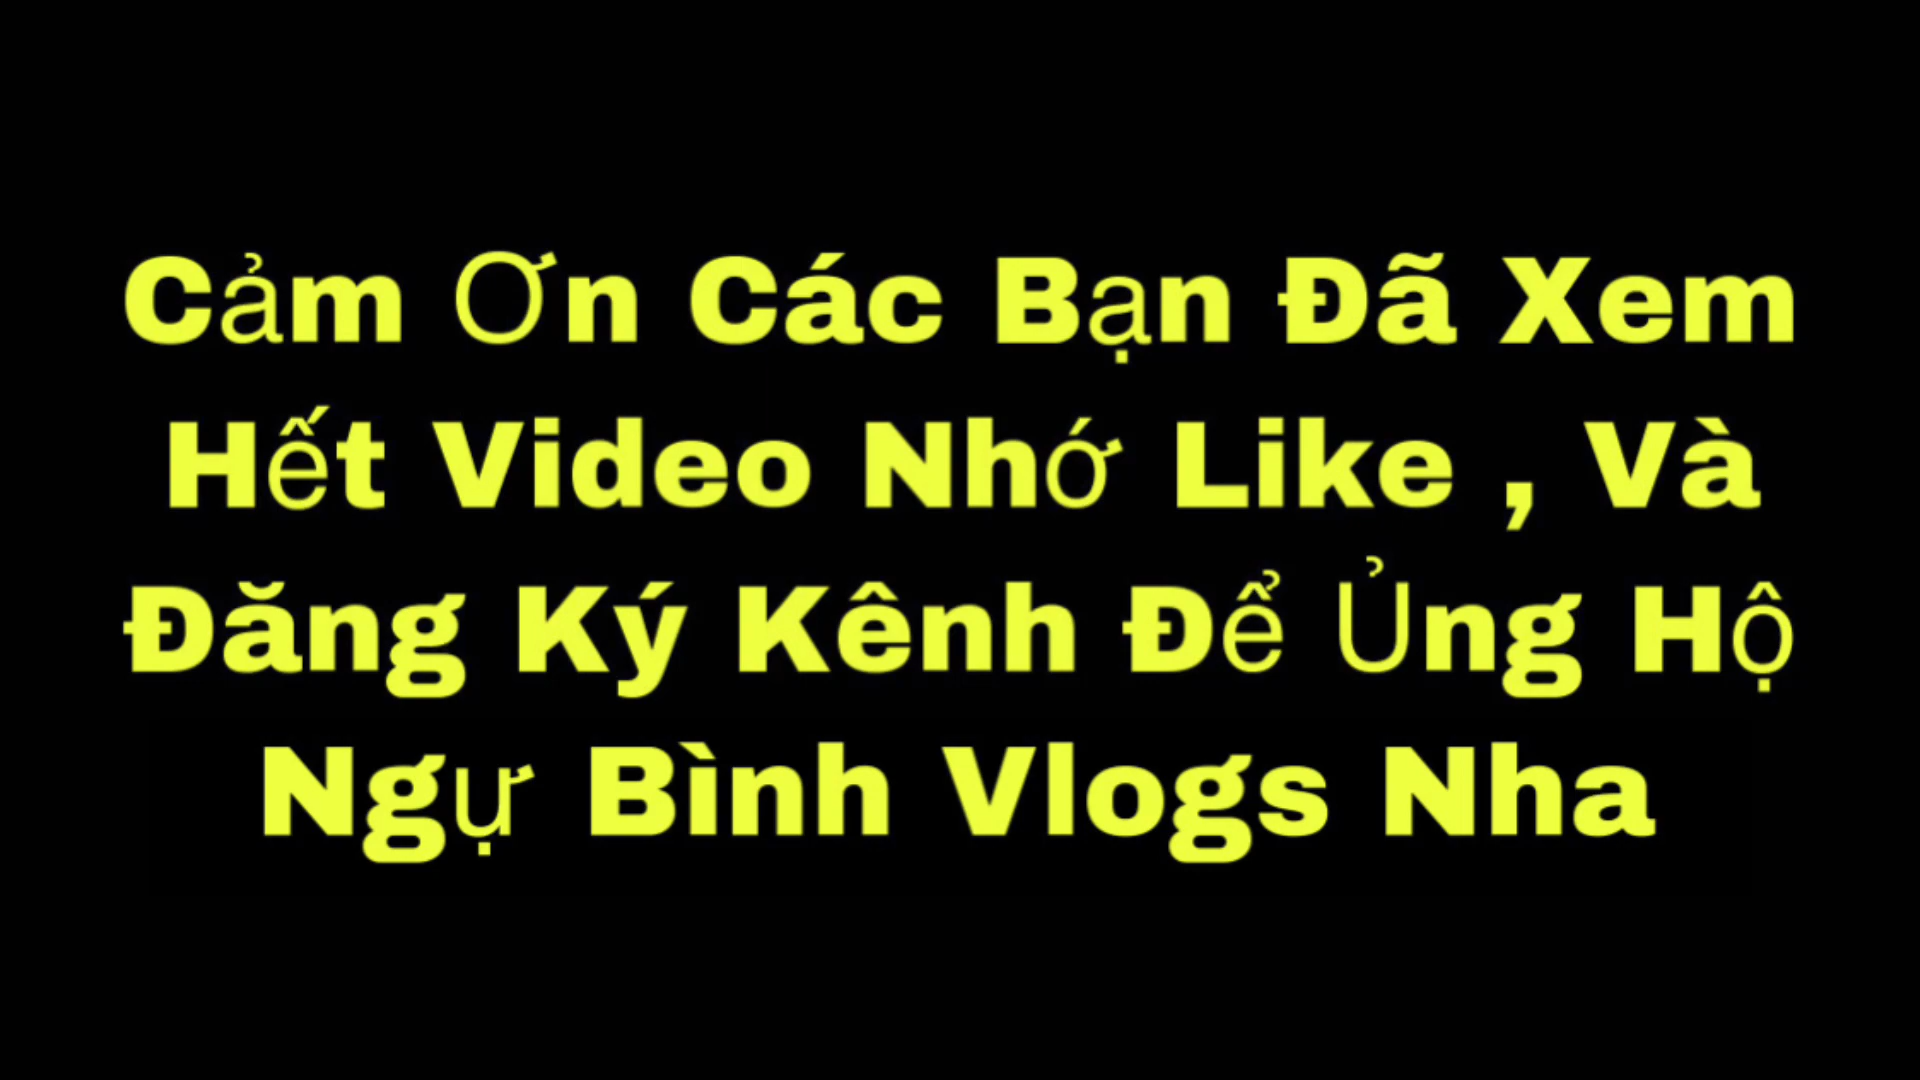 Cảm Ơn Các Bạn Đã Xem
Hết Video Nhớ Like , Và
Đăng Ký Kênh Để Ủng Hộ
Ngự Bình Vlogs Nha